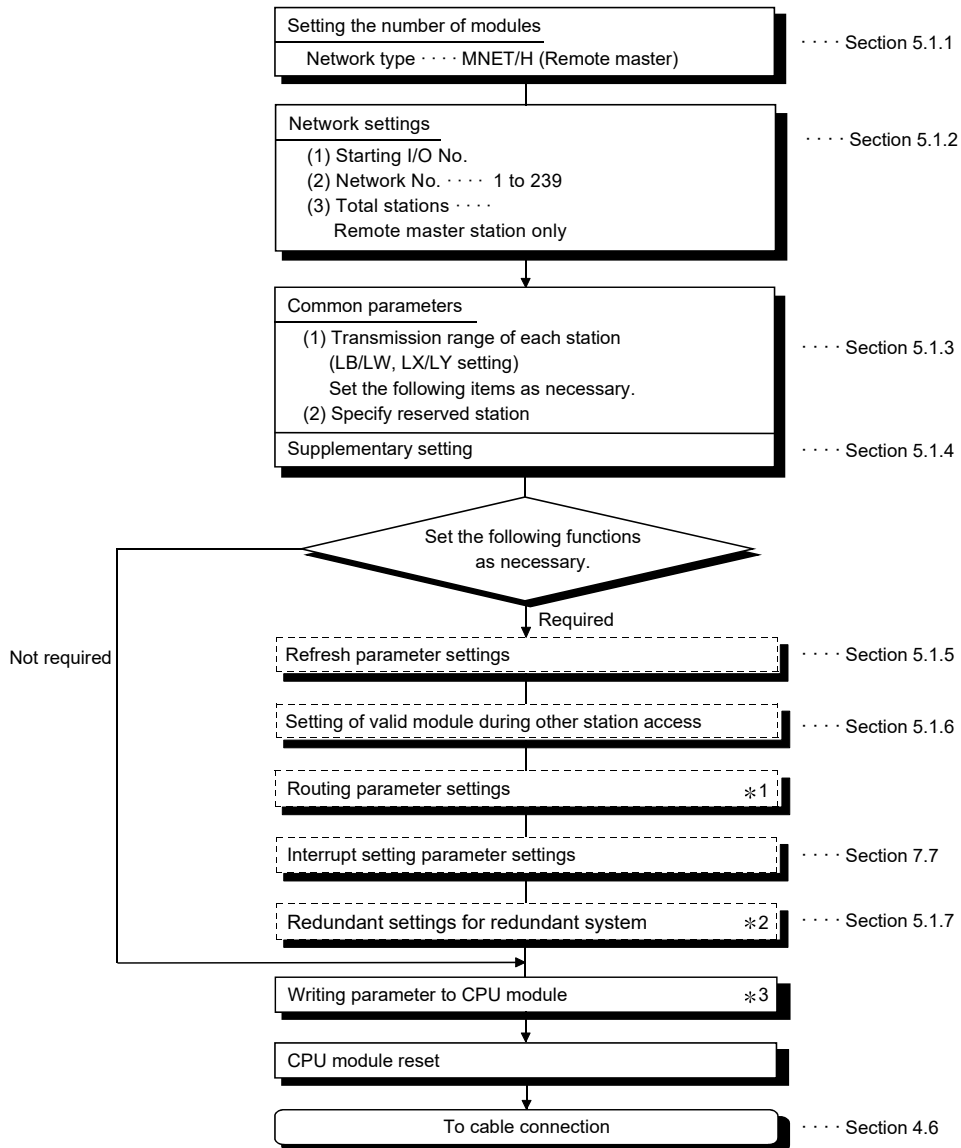 Setting the number of modules
Network type ···· MNET/H (Remote master)
···· Section 5.1.1
Network settings
(1) Starting I/O No.
(2) Network No. ···· 1 to 239
(3) Total stations ····
Remote master station only
···· Section 5.1.2
Common parameters
(1) Transmission range of each station
(LB/LW, LX/LY setting)
Set the following items as necessary.
(2) Specify reserved station
···· Section 5.1.3
Supplementary setting
···· Section 5.1.4
Set the following functions
as necessary.
Required
Not required
Refresh parameter settings
···· Section 5.1.5
Setting of valid module during other station access
···· Section 5.1.6
Routing parameter settings *1
Interrupt setting parameter settings
···· Section 7.7
Redundant settings for redundant system *2
···· Section 5.1.7
Writing parameter to CPU module *3
CPU module reset
To cable connection
···· Section 4.6